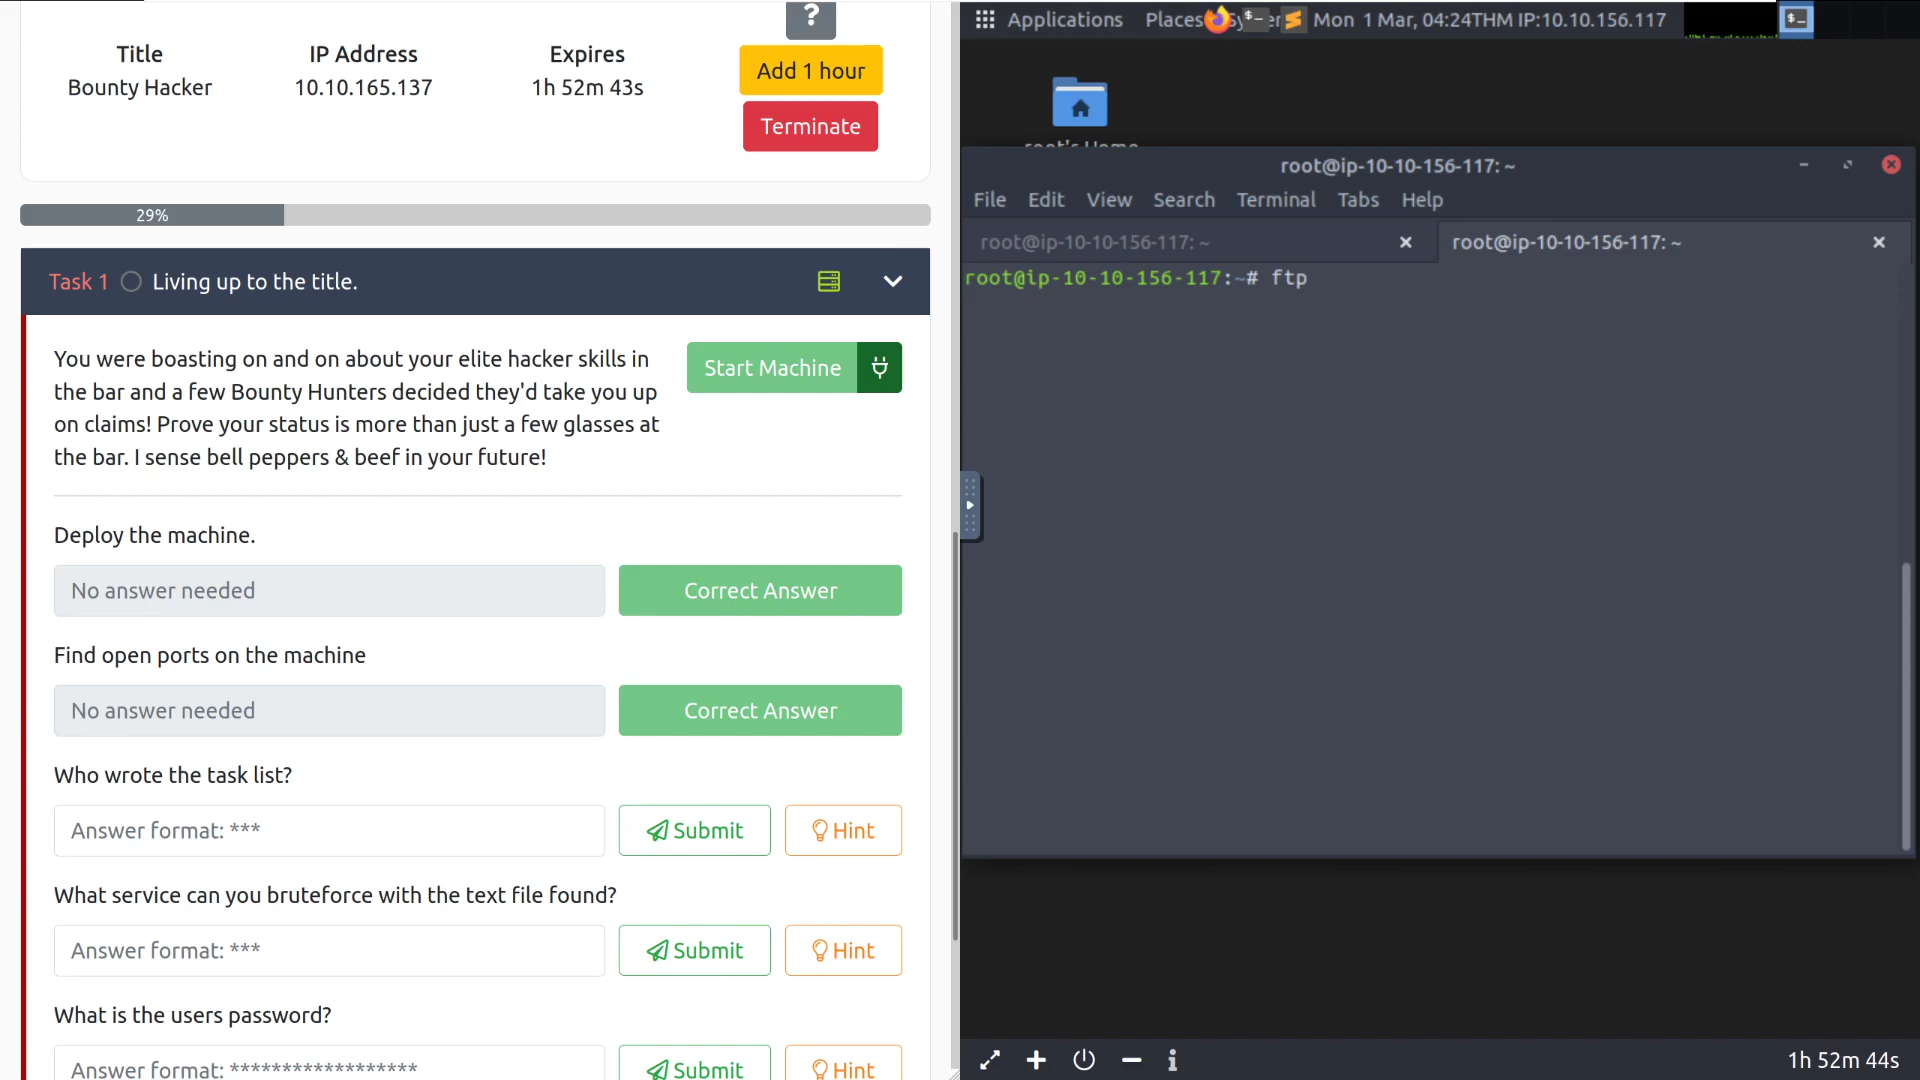 ?
Title IP Address Expires
Bounty Hacker 10.10.165.137 1h 52m 43s
Add 1 hour
Terminate
29%
Task 1 Living up to the title.
You were boasting on and on about your elite hacker skills in
the bar and a few Bounty Hunters decided they'd take you up
on claims! Prove your status is more than just a few glasses at
the bar. I sense bell peppers & beef in your future!
Start Machine
Deploy the machine.
No answer needed Correct Answer
Find open ports on the machine
No answer needed Correct Answer
Who wrote the task list?
Answer format: *** Submit Hint
What service can you bruteforce with the text file found?
Answer format: *** Submit Hint
What is the users password?
Answer format: ****************** Submit Hint
Applications Places Mon 1 Mar, 04:24 THM IP:10.10.156.117
root's Home
root@ip-10-10-156-117: ~
File Edit View Search Terminal Tabs Help
root@ip-10-10-156-117: ~ root@ip-10-10-156-117: ~
root@ip-10-10-156-117:~# ftp
1h 52m 44s